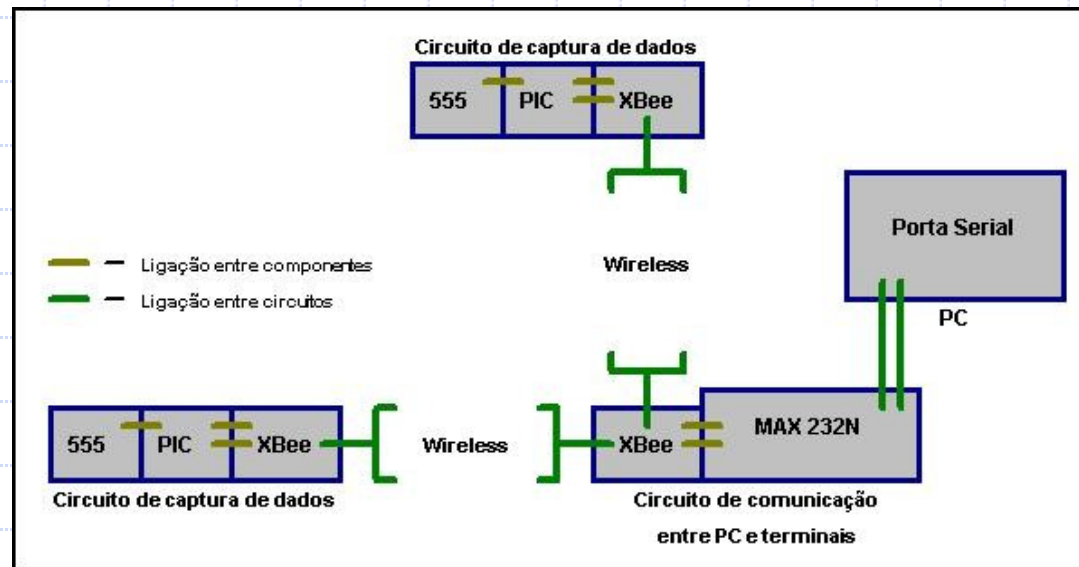 Circuito de captura de dados
555 PIC XBee
Porta Serial
Wireless
— Ligação entre componentes
— Ligação entre circuitos
PC
555 PIC XBee
Wireless
XBee
MAX 232N
Circuito de captura de dados
Circuito de comunicação
entre PC e terminais